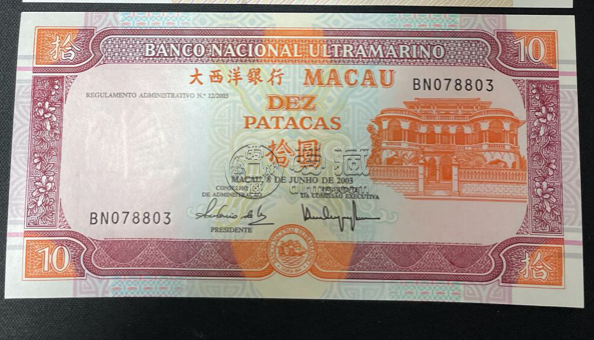 拾 BANCO NACIONAL ULTRAMARINO 10
大西洋銀行 MACAU
BN078803
REGULAMENTO ADMINISTRATIVO N.º 12/2003
DEZ
PATACAS
拾圓
藏
MACAU, 8 DE JUNHO DE 2003
CONSELHO
DE ADMINISTRAÇÃO
DA COMISSÃO EXECUTIVA
BN078803
PRESIDENTE
10 拾